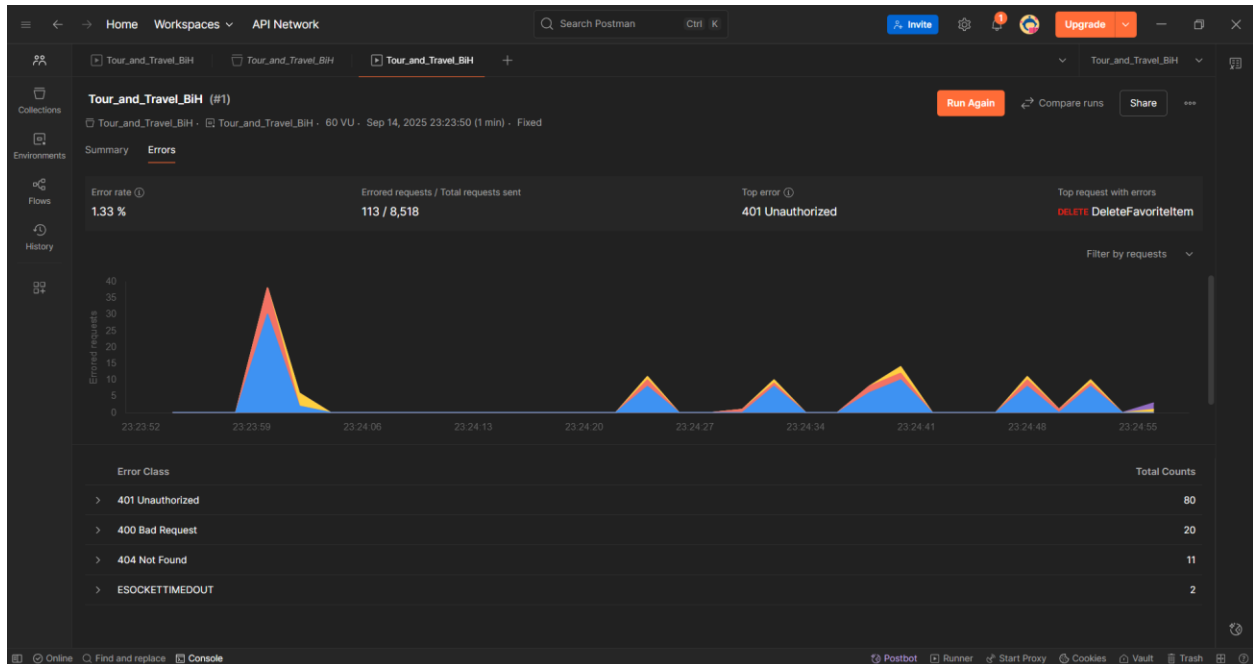 Home Workspaces API Network Search Postman Ctrl K Invite 1 Upgrade
Tour_and_Travel_BiH Tour_and_Travel_BiH Tour_and_Travel_BiH Tour_and_Travel_BiH
Collections
Environments
Flows
History
Tour_and_Travel_BiH (#1) Run Again Compare runs Share
Tour_and_Travel_BiH · Tour_and_Travel_BiH · 60 VU · Sep 14, 2025 23:23:50 (1 min) · Fixed
Summary Errors
Error rate Errored requests / Total requests sent Top error Top request with errors
1.33 % 113 / 8,518 401 Unauthorized DELETE DeleteFavoriteItem
Filter by requests
Errored requests
40
35
30
25
20
15
10
5
0
23:23:52 23:23:59 23:24:06 23:24:13 23:24:20 23:24:27 23:24:34 23:24:41 23:24:48 23:24:55
Error Class Total Counts
401 Unauthorized 80
400 Bad Request 20
404 Not Found 11
ESOCKETTIMEDOUT 2
Online Find and replace Console Postbot Runner Start Proxy Cookies Vault Trash